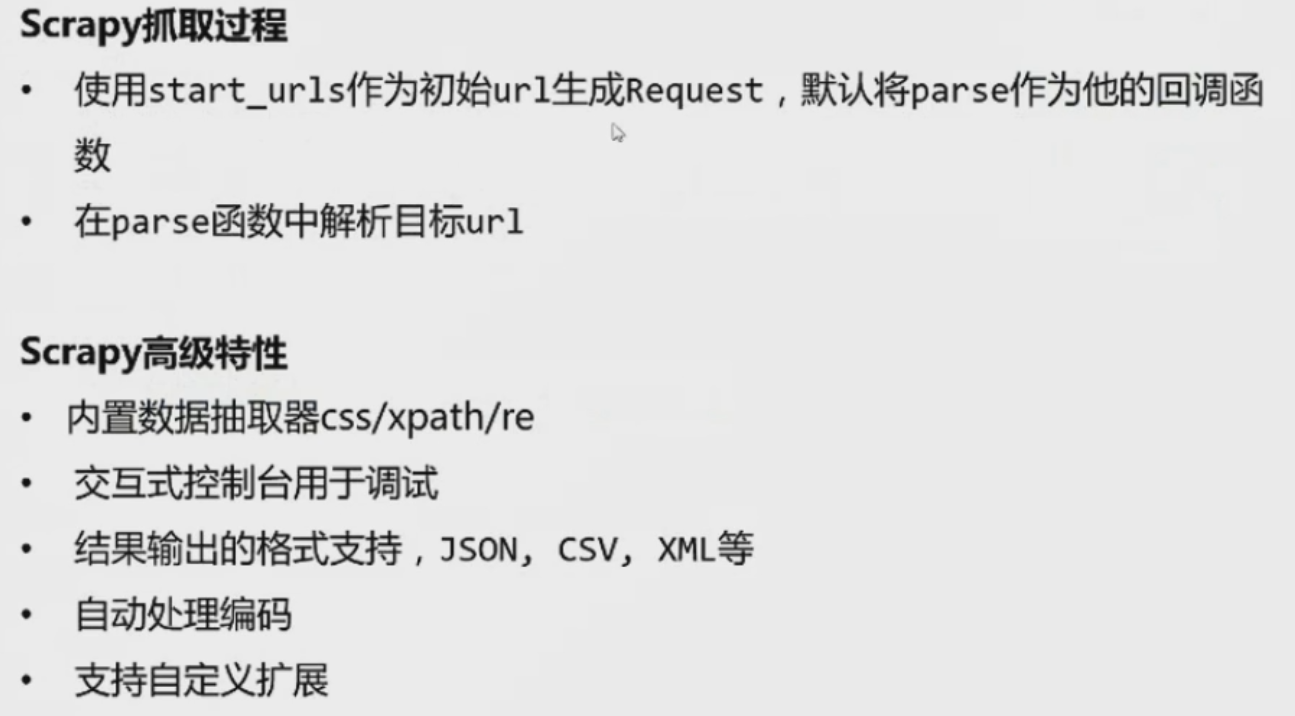 Scrapy抓取过程
• 使用start_urls作为初始url生成Request，默认将parse作为他的回调函
数
• 在parse函数中解析目标url
Scrapy高级特性
• 内置数据抽取器css/xpath/re
• 交互式控制台用于调试
• 结果输出的格式支持，JSON, CSV, XML等
• 自动处理编码
• 支持自定义扩展